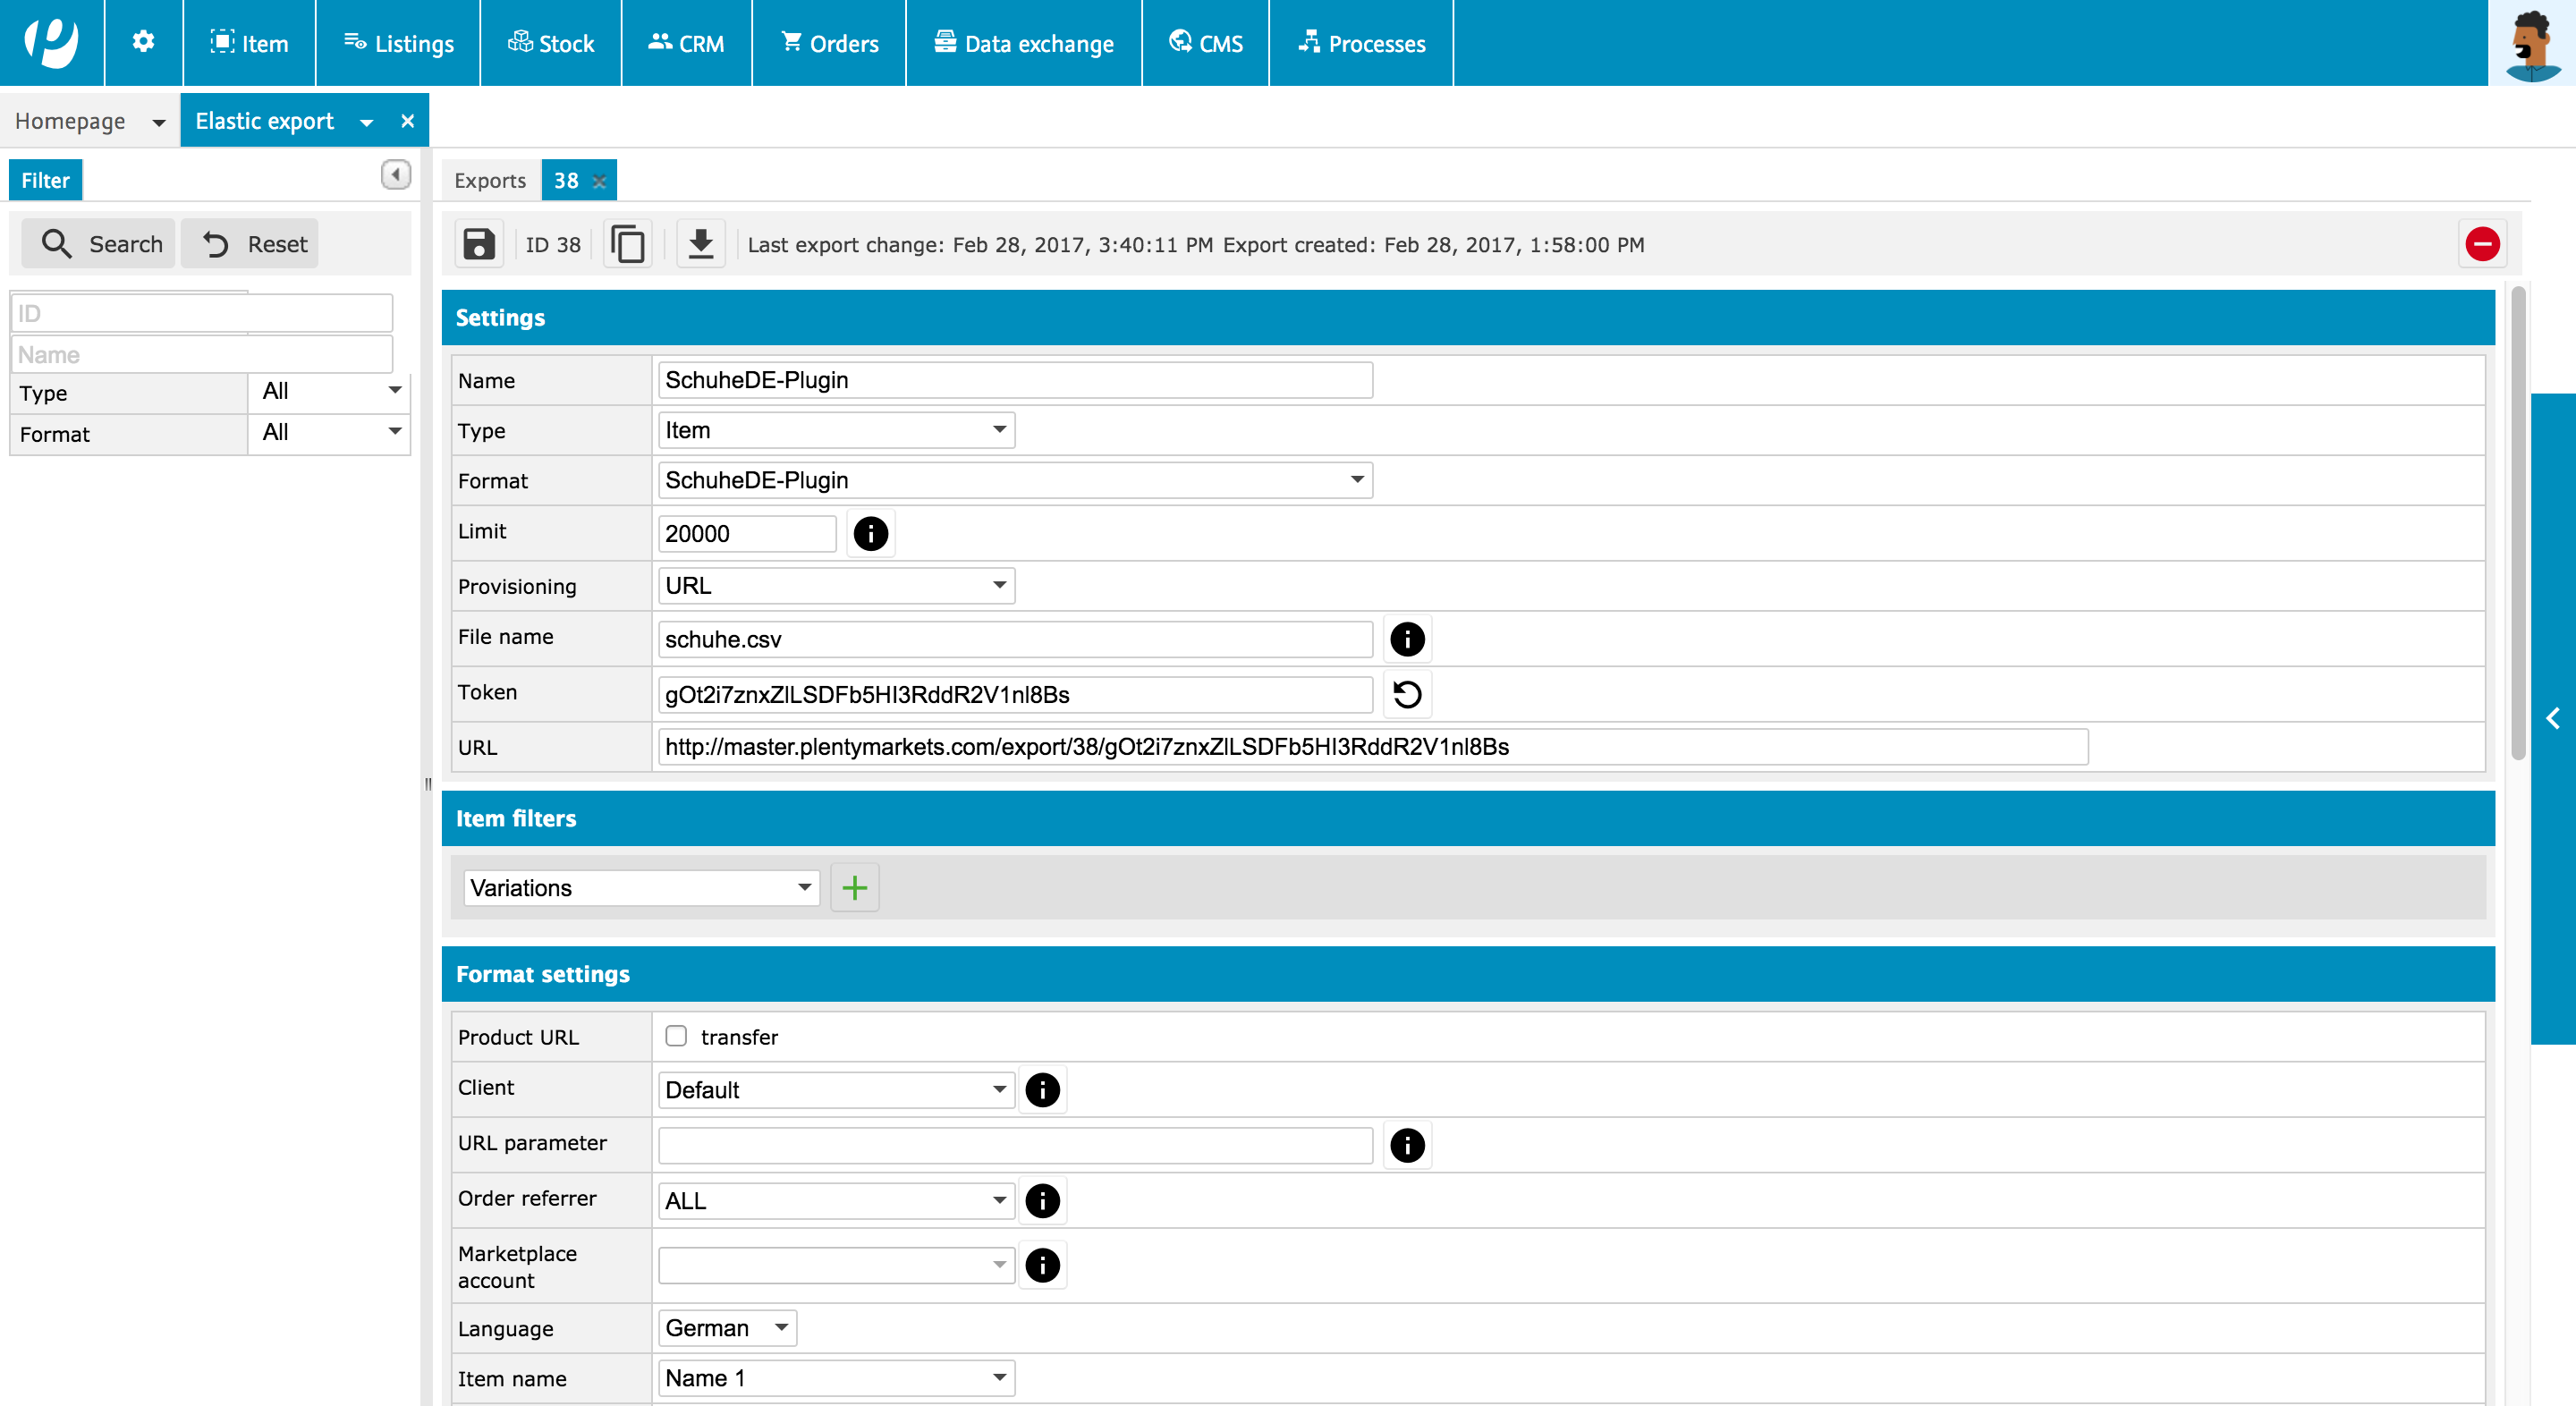 Item
Listings
Stock
CRM
Orders
Data exchange
CMS
Processes
Homepage
Elastic export
Filter
Exports
38
Search
Reset
ID 38
Last export change: Feb 28, 2017, 3:40:11 PM Export created: Feb 28, 2017, 1:58:00 PM
ID
Name
Type All
Format All
Settings
Name SchuheDE-Plugin
Type Item
Format SchuheDE-Plugin
Limit 20000
Provisioning URL
File name schuhe.csv
Token gOt2i7znxZlLSDFb5HI3RddR2V1nl8Bs
URL http://master.plentymarkets.com/export/38/gOt2i7znxZlLSDFb5HI3RddR2V1nl8Bs
Item filters
Variations
Format settings
Product URL transfer
Client Default
URL parameter
Order referrer ALL
Marketplace
account
Language German
Item name Name 1